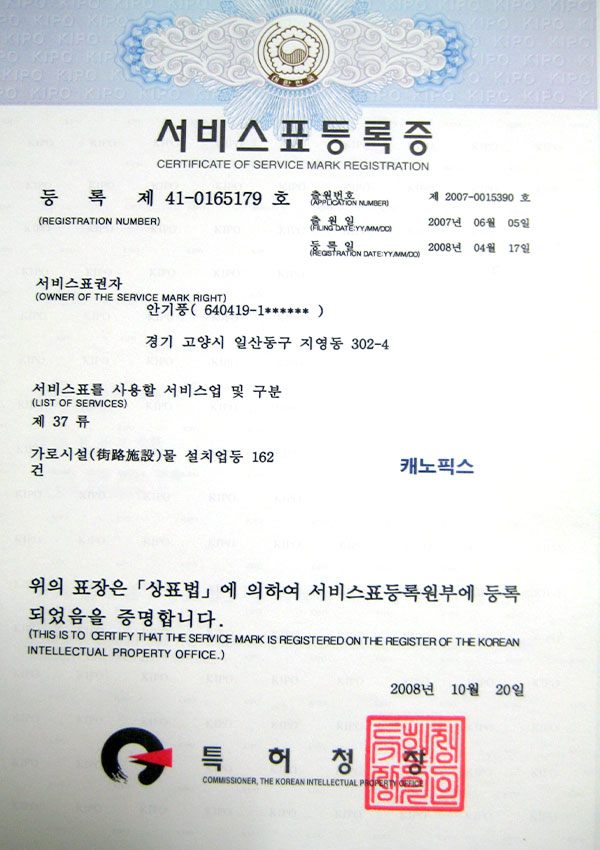 대한민국
서비스표등록증
CERTIFICATE OF SERVICE MARK REGISTRATION
등 록 제 41-0165179 호
(REGISTRATION NUMBER)
출원번호 제 2007-0015390 호
(APPLICATION NUMBER)
출 원 일 2007년 06월 05일
(FILING DATE:YY/MM/DD)
등 록 일 2008년 04월 17일
(REGISTRATION DATE:YY/MM/DD)
서비스표권자
(OWNER OF THE SERVICE MARK RIGHT)
안기풍( 640419-1****** )
경기 고양시 일산동구 지영동 302-4
서비스표를 사용할 서비스업 및 구분
(LIST OF SERVICES)
제 37 류
가로시설(街路施設)물 설치업등 162
건
캐노픽스
위의 표장은 「상표법」에 의하여 서비스표등록원부에 등록
되었음을 증명합니다.
(THIS IS TO CERTIFY THAT THE SERVICE MARK IS REGISTERED ON THE REGISTER OF THE KOREAN
INTELLECTUAL PROPERTY OFFICE.)
2008년 10월 20일
특 허 청 장
COMMISSIONER, THE KOREAN INTELLECTUAL PROPERTY OFFICE